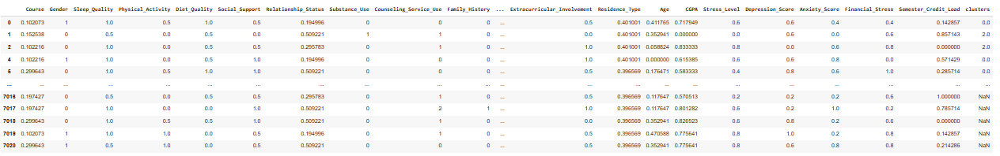 Course Gender Sleep_Quality Physical_Activity Diet_Quality Social_Support Relationship_Status Substance_Use Counseling_Service_Use Family_History ... Extracurricular_Involvement Residence_Type Age CGPA Stress_Level Depression_Score Anxiety_Score Financial_Stress Semester_Credit_Load clusters
0 0.102073 1 1.0 0.5 1.0 0.5 0.194996 0 0 0 ... 0.5 0.401001 0.411765 0.717949 0.6 0.6 0.4 0.4 0.142857 0.0
1 0.152538 0 0.5 0.0 0.5 0.0 0.509221 1 1 0 ... 0.5 0.401001 0.352941 0.000000 0.0 0.6 0.6 0.6 0.857143 2.0
2 0.102216 0 1.0 0.0 0.5 0.5 0.295783 0 1 0 ... 1.0 0.401001 0.058824 0.833333 0.8 0.0 0.6 0.8 0.000000 2.0
4 0.102216 1 1.0 0.0 0.5 1.0 0.194996 0 0 0 ... 1.0 0.401001 0.000000 0.615385 0.6 0.6 0.8 0.0 0.571429 0.0
5 0.299643 0 1.0 0.5 1.0 1.0 0.509221 0 0 0 ... 0.5 0.396569 0.176471 0.583333 0.4 0.8 0.6 1.0 0.285714 0.0
... ... ... ... ... ... ... ... ... ... ... ... ... ... ... ... ... ... ... ... ... ...
7016 0.197427 0 0.5 0.0 0.5 0.5 0.295783 0 1 0 ... 0.5 0.396569 0.117647 0.570513 0.2 0.2 0.2 0.6 1.000000 NaN
7017 0.197427 0 1.0 0.0 0.0 1.0 0.509221 0 2 1 ... 1.0 0.396569 0.117647 0.801282 0.6 0.2 1.0 0.2 0.785714 NaN
7018 0.299643 0 1.0 0.5 0.5 1.0 0.509221 0 1 0 ... 0.0 0.396569 0.352941 0.826923 0.6 0.8 0.2 0.6 0.000000 NaN
7019 0.102073 1 1.0 1.0 0.0 0.5 0.194996 0 1 0 ... 0.5 0.396569 0.470588 0.775641 0.8 1.0 0.2 0.8 0.142857 NaN
7020 0.299643 1 0.5 1.0 0.0 0.5 0.509221 0 0 0 ... 0.5 0.396569 0.352941 0.775641 0.8 0.6 0.8 0.8 0.214286 NaN